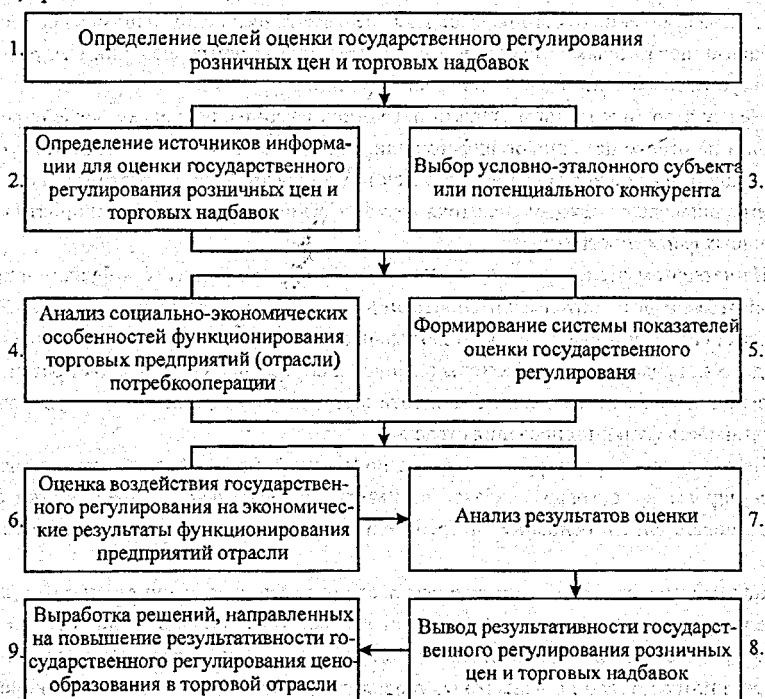 1. Определение целей оценки государственного регулирования
розничных цен и торговых надбавок
2. Определение источников информа-
ции для оценки государственного
регулирования розничных цен и
торговых надбавок
Выбор условно-эталонного субъекта
или потенциального конкурента 3.
4. Анализ социально-экономических
особенностей функционирования
торговых предприятий (отрасли)
потребкооперации
Формирование системы показателей
оценки государственного
регулированя 5.
6. Оценка воздействия государствен-
ного регулирования на экономичес-
кие результаты функционирования
предприятий отрасли
Анализ результатов оценки 7.
Вывод результативности государст-
венного регулирования розничных
цен и торговых надбавок 8.
9. Выработка решений, направленных
на повышение результативности го-
сударственного регулирования цено-
образования в торговой отрасли